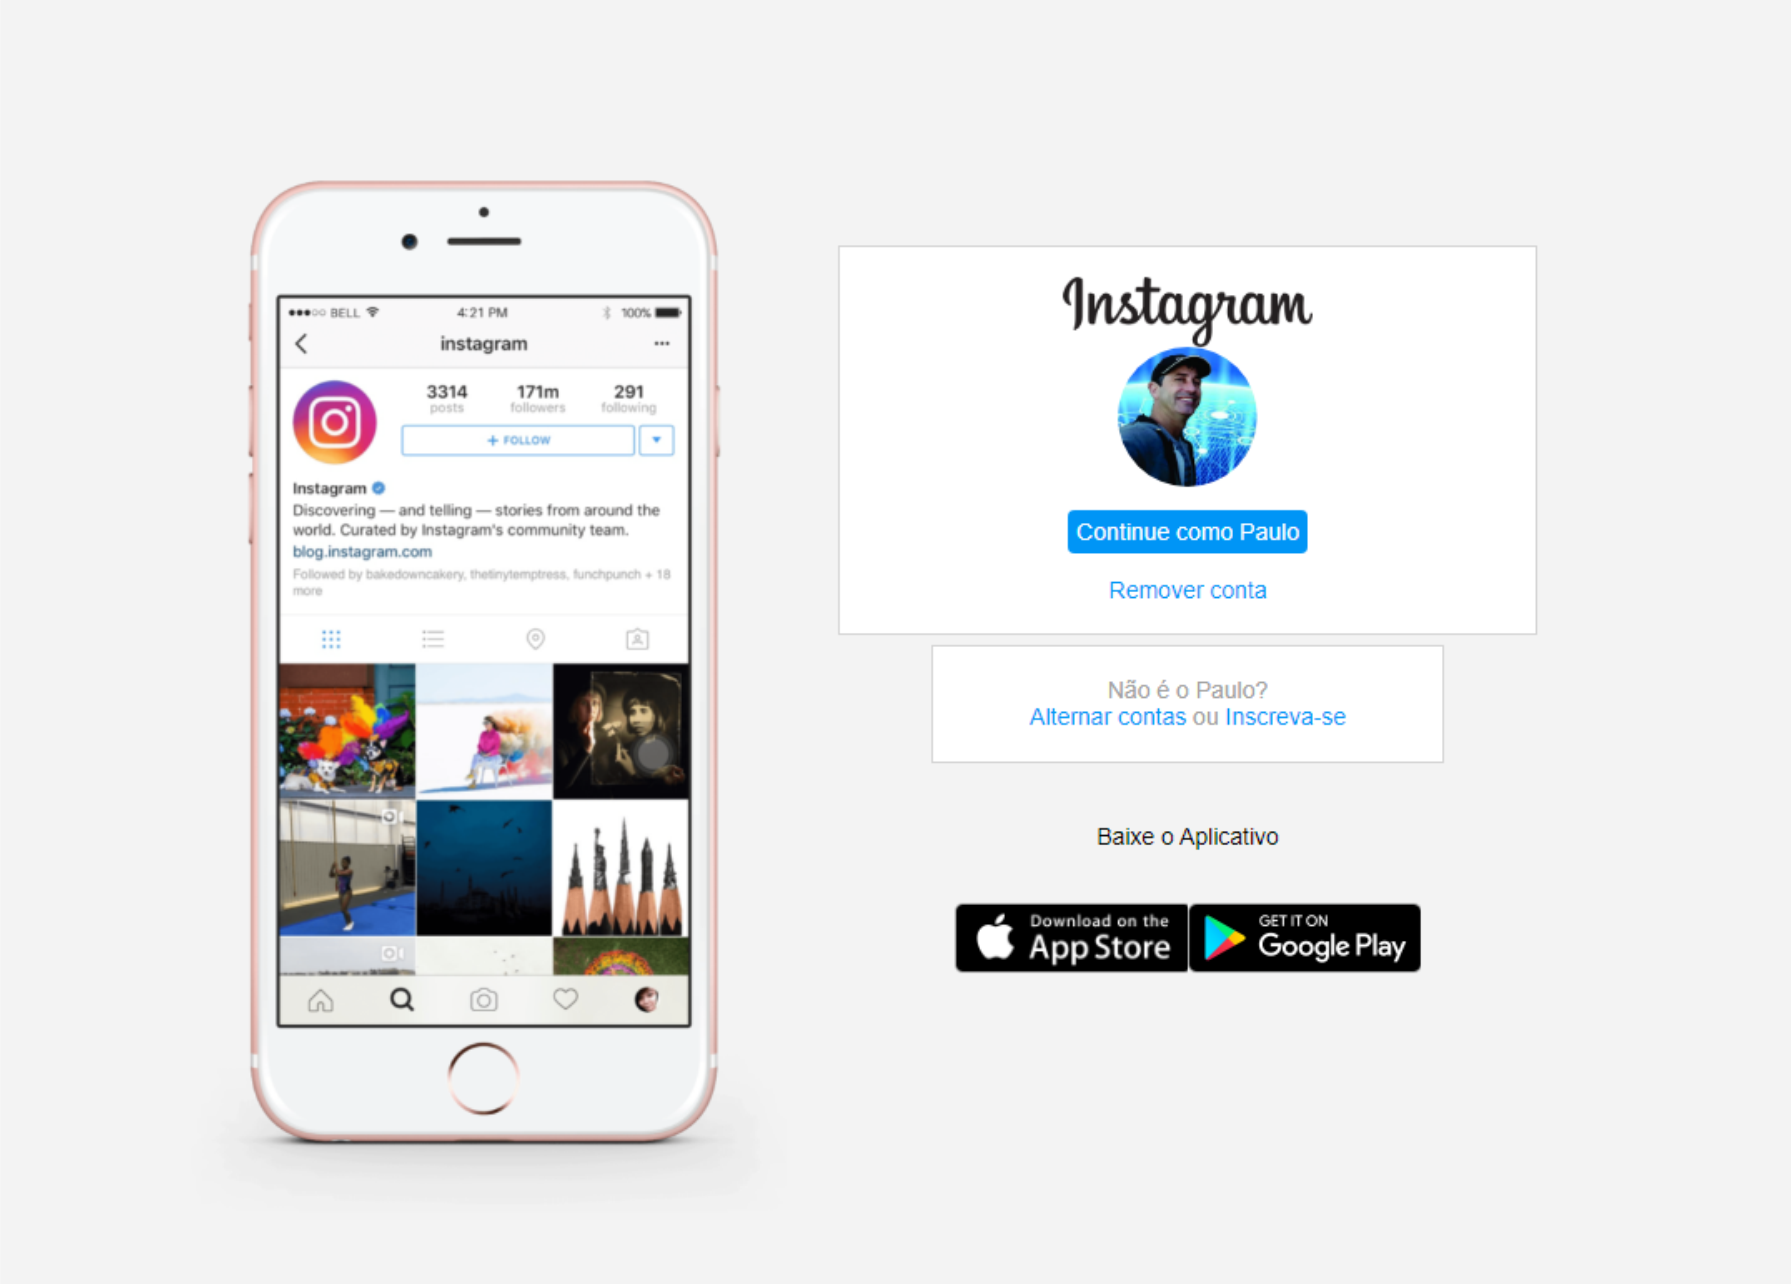 BELL
4:21 PM
100%
instagram
3314
posts
171m
followers
291
following
+ FOLLOW
Instagram
Discovering — and telling — stories from around the
world. Curated by Instagram's community team.
blog.instagram.com
Followed by bakedowncakery, thetinytemptress, funchpunch + 18
more
Instagram
Continue como Paulo
Remover conta
Não é o Paulo?
Alternar contas ou Inscreva-se
Baixe o Aplicativo
Download on the
App Store
GET IT ON
Google Play